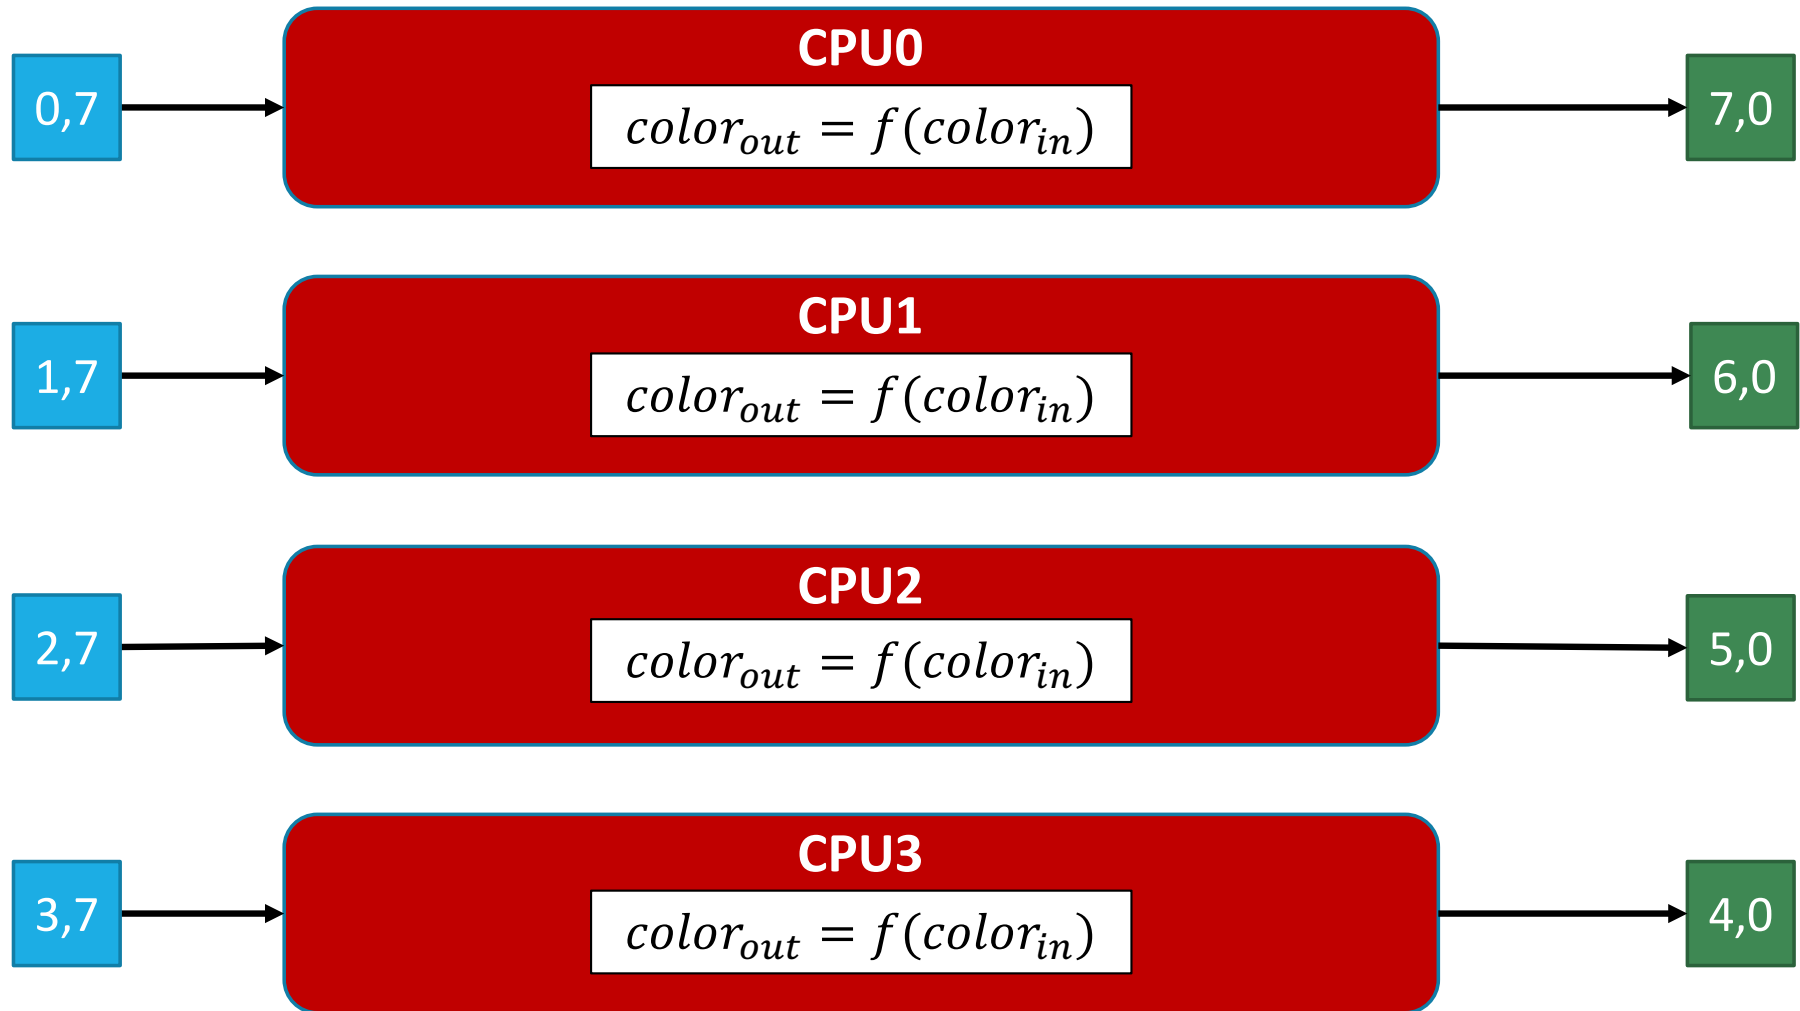 CPU0
0,7
color_out = f(color_in)
7,0
CPU1
1,7
color_out = f(color_in)
6,0
CPU2
2,7
color_out = f(color_in)
5,0
CPU3
3,7
color_out = f(color_in)
4,0